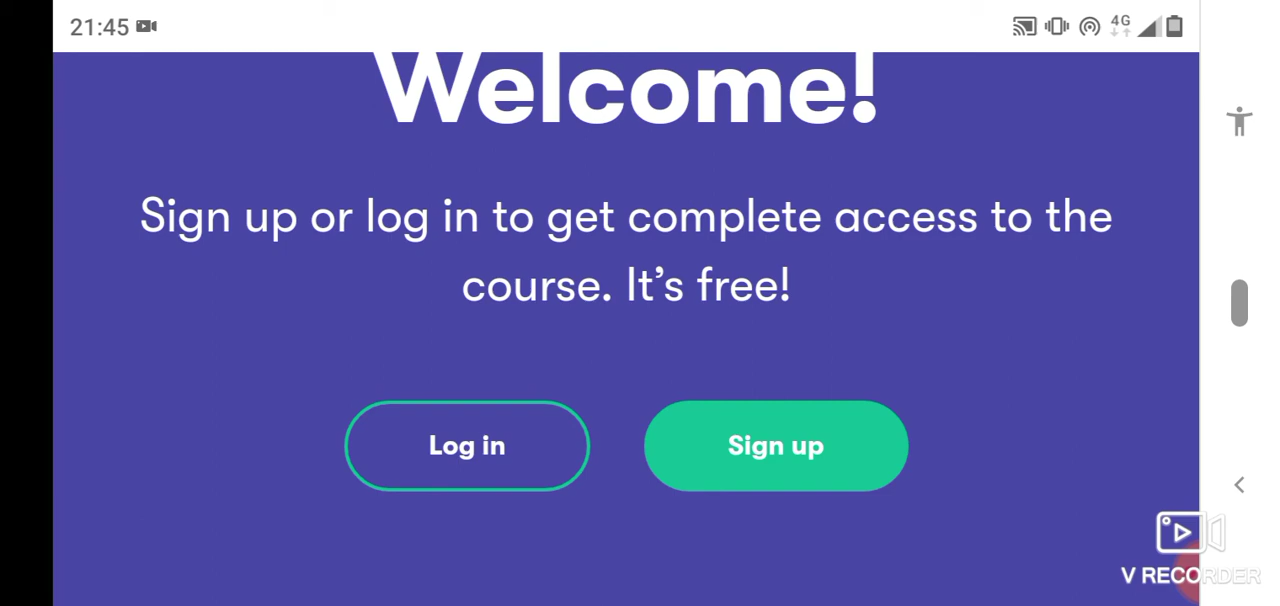 21:45
4G
Welcome!
Sign up or log in to get complete access to the
course. It's free!
Log in
Sign up
V RECORDER